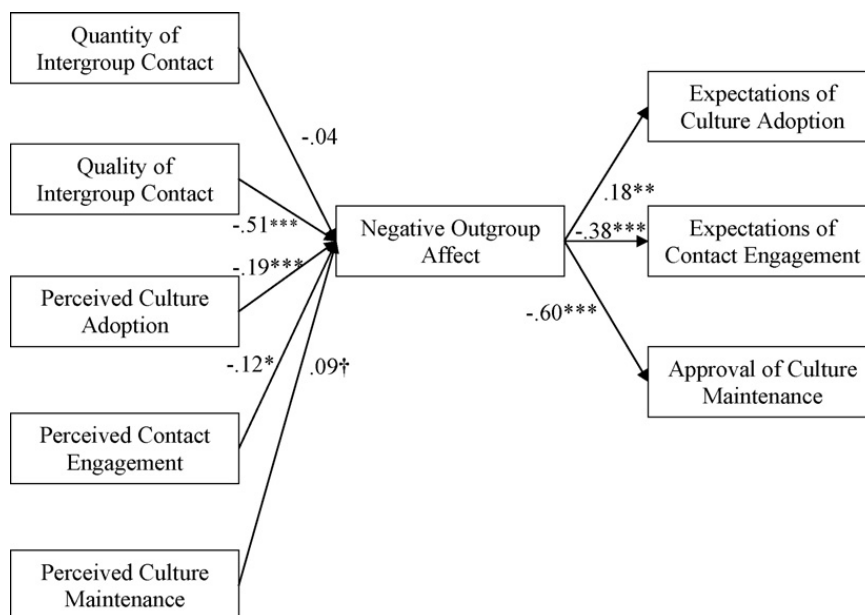 Quantity of
Intergroup Contact
Quality of
Intergroup Contact
Perceived Culture
Adoption
Perceived Contact
Engagement
Perceived Culture
Maintenance
-.04
-.51***
-.19***
-.12*
.09†
Negative Outgroup
Affect
.18**
-.38***
-.60***
Expectations of
Culture Adoption
Expectations of
Contact Engagement
Approval of Culture
Maintenance